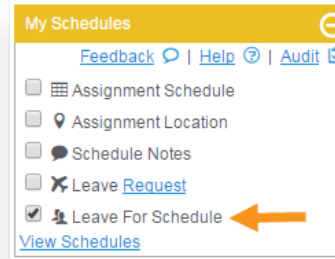 My Schedules
Feedback | Help | Audit
Assignment Schedule
Assignment Location
Schedule Notes
Leave Request
Leave For Schedule
View Schedules